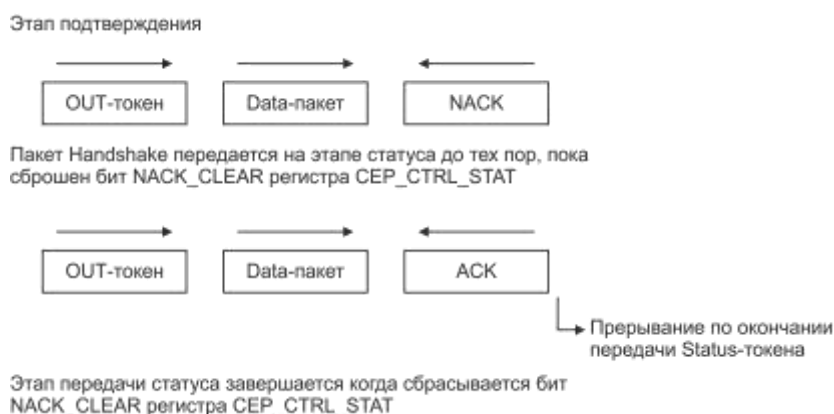 Этап подтверждения
OUT-токен
Data-пакет
NACK
Пакет Handshake передается на этапе статуса до тех пор, пока
сброшен бит NACK_CLEAR регистра CEP_CTRL_STAT
OUT-токен
Data-пакет
ACK
Прерывание по окончании
передачи Status-токена
Этап передачи статуса завершается когда сбрасывается бит
NACK_CLEAR регистра CEP_CTRL_STAT